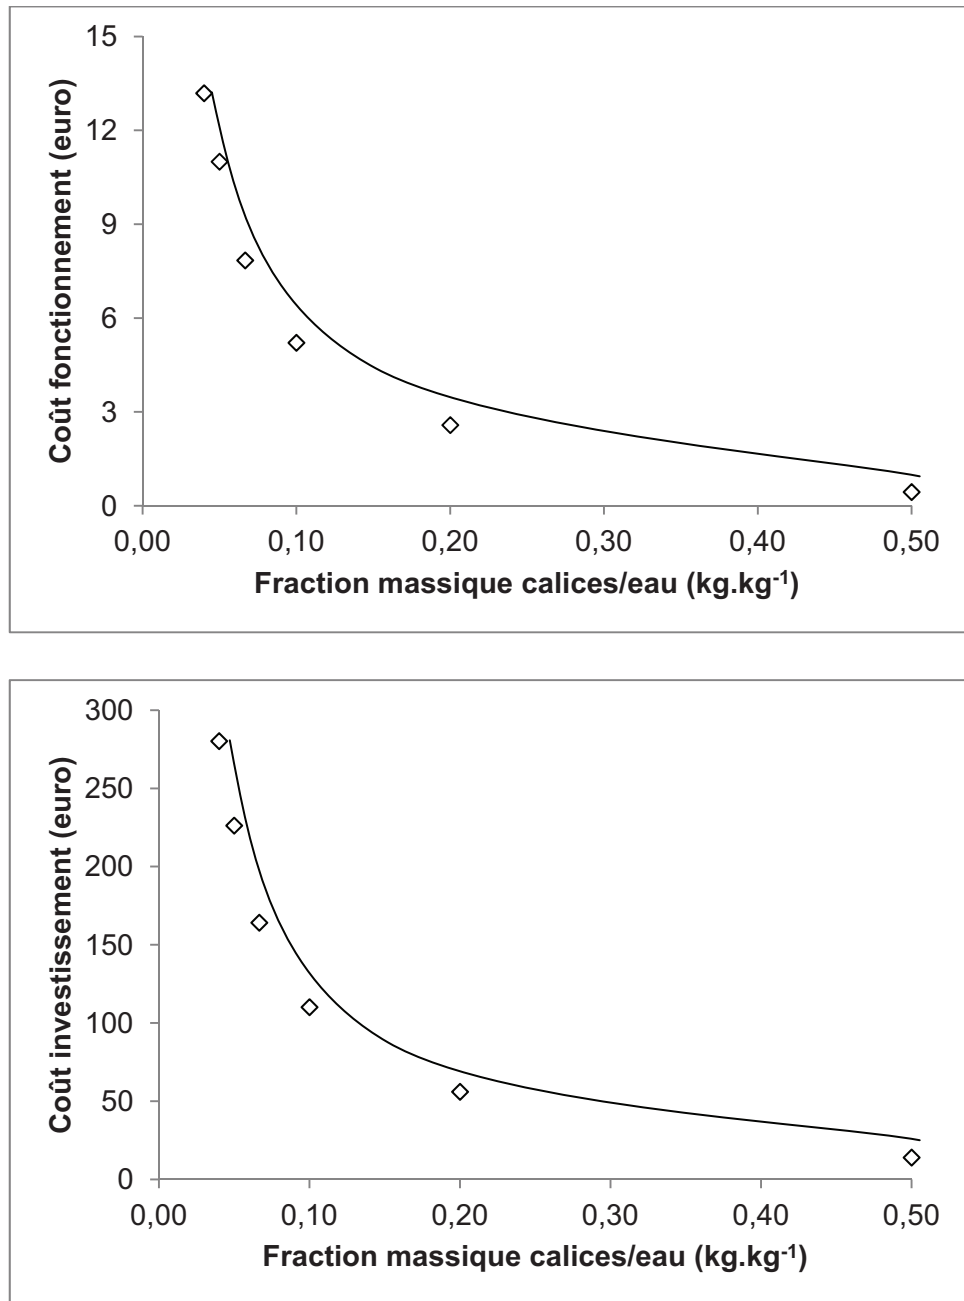 15
12
9
6
3
0
Coût fonctionnement (euro)
0,00 0,10 0,20 0,30 0,40 0,50
Fraction massique calices/eau (kg.kg-1)
300
250
200
150
100
50
0
Coût investissement (euro)
0,00 0,10 0,20 0,30 0,40 0,50
Fraction massique calices/eau (kg.kg-1)